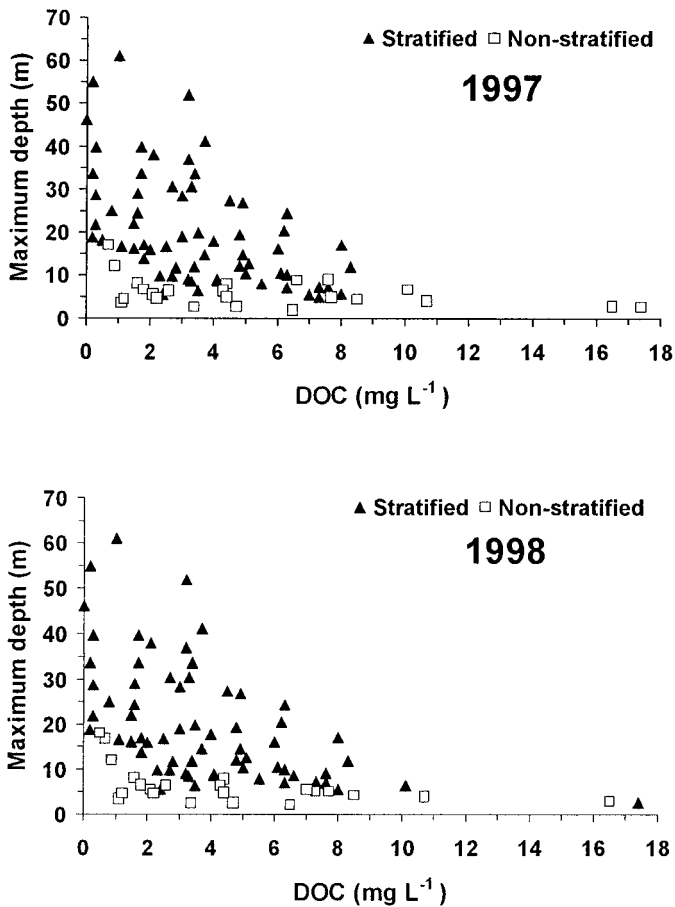 70
60
50
40
30
20
10
0
Maximum depth (m)
▲ Stratified □ Non-stratified
1997
0 2 4 6 8 10 12 14 16 18
DOC (mg L⁻¹ )
70
60
50
40
30
20
10
0
Maximum depth (m)
▲ Stratified □ Non-stratified
1998
0 2 4 6 8 10 12 14 16 18
DOC (mg L⁻¹ )